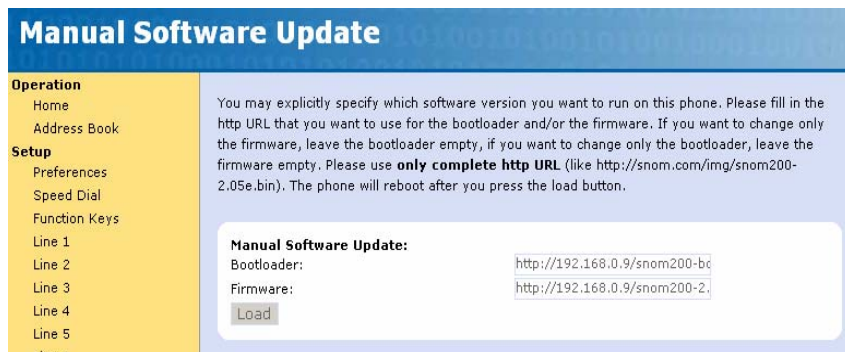 Manual Software Update
Operation
Home
Address Book
Setup
Preferences
Speed Dial
Function Keys
Line 1
Line 2
Line 3
Line 4
Line 5
You may explicitly specify which software version you want to run on this phone. Please fill in the
http URL that you want to use for the bootloader and/or the firmware. If you want to change only
the firmware, leave the bootloader empty, if you want to change only the bootloader, leave the
firmware empty. Please use only complete http URL (like http://snom.com/img/snom200-
2.05e.bin). The phone will reboot after you press the load button.
Manual Software Update:
Bootloader: http://192.168.0.9/snom200-bo
Firmware: http://192.168.0.9/snom200-2.
Load